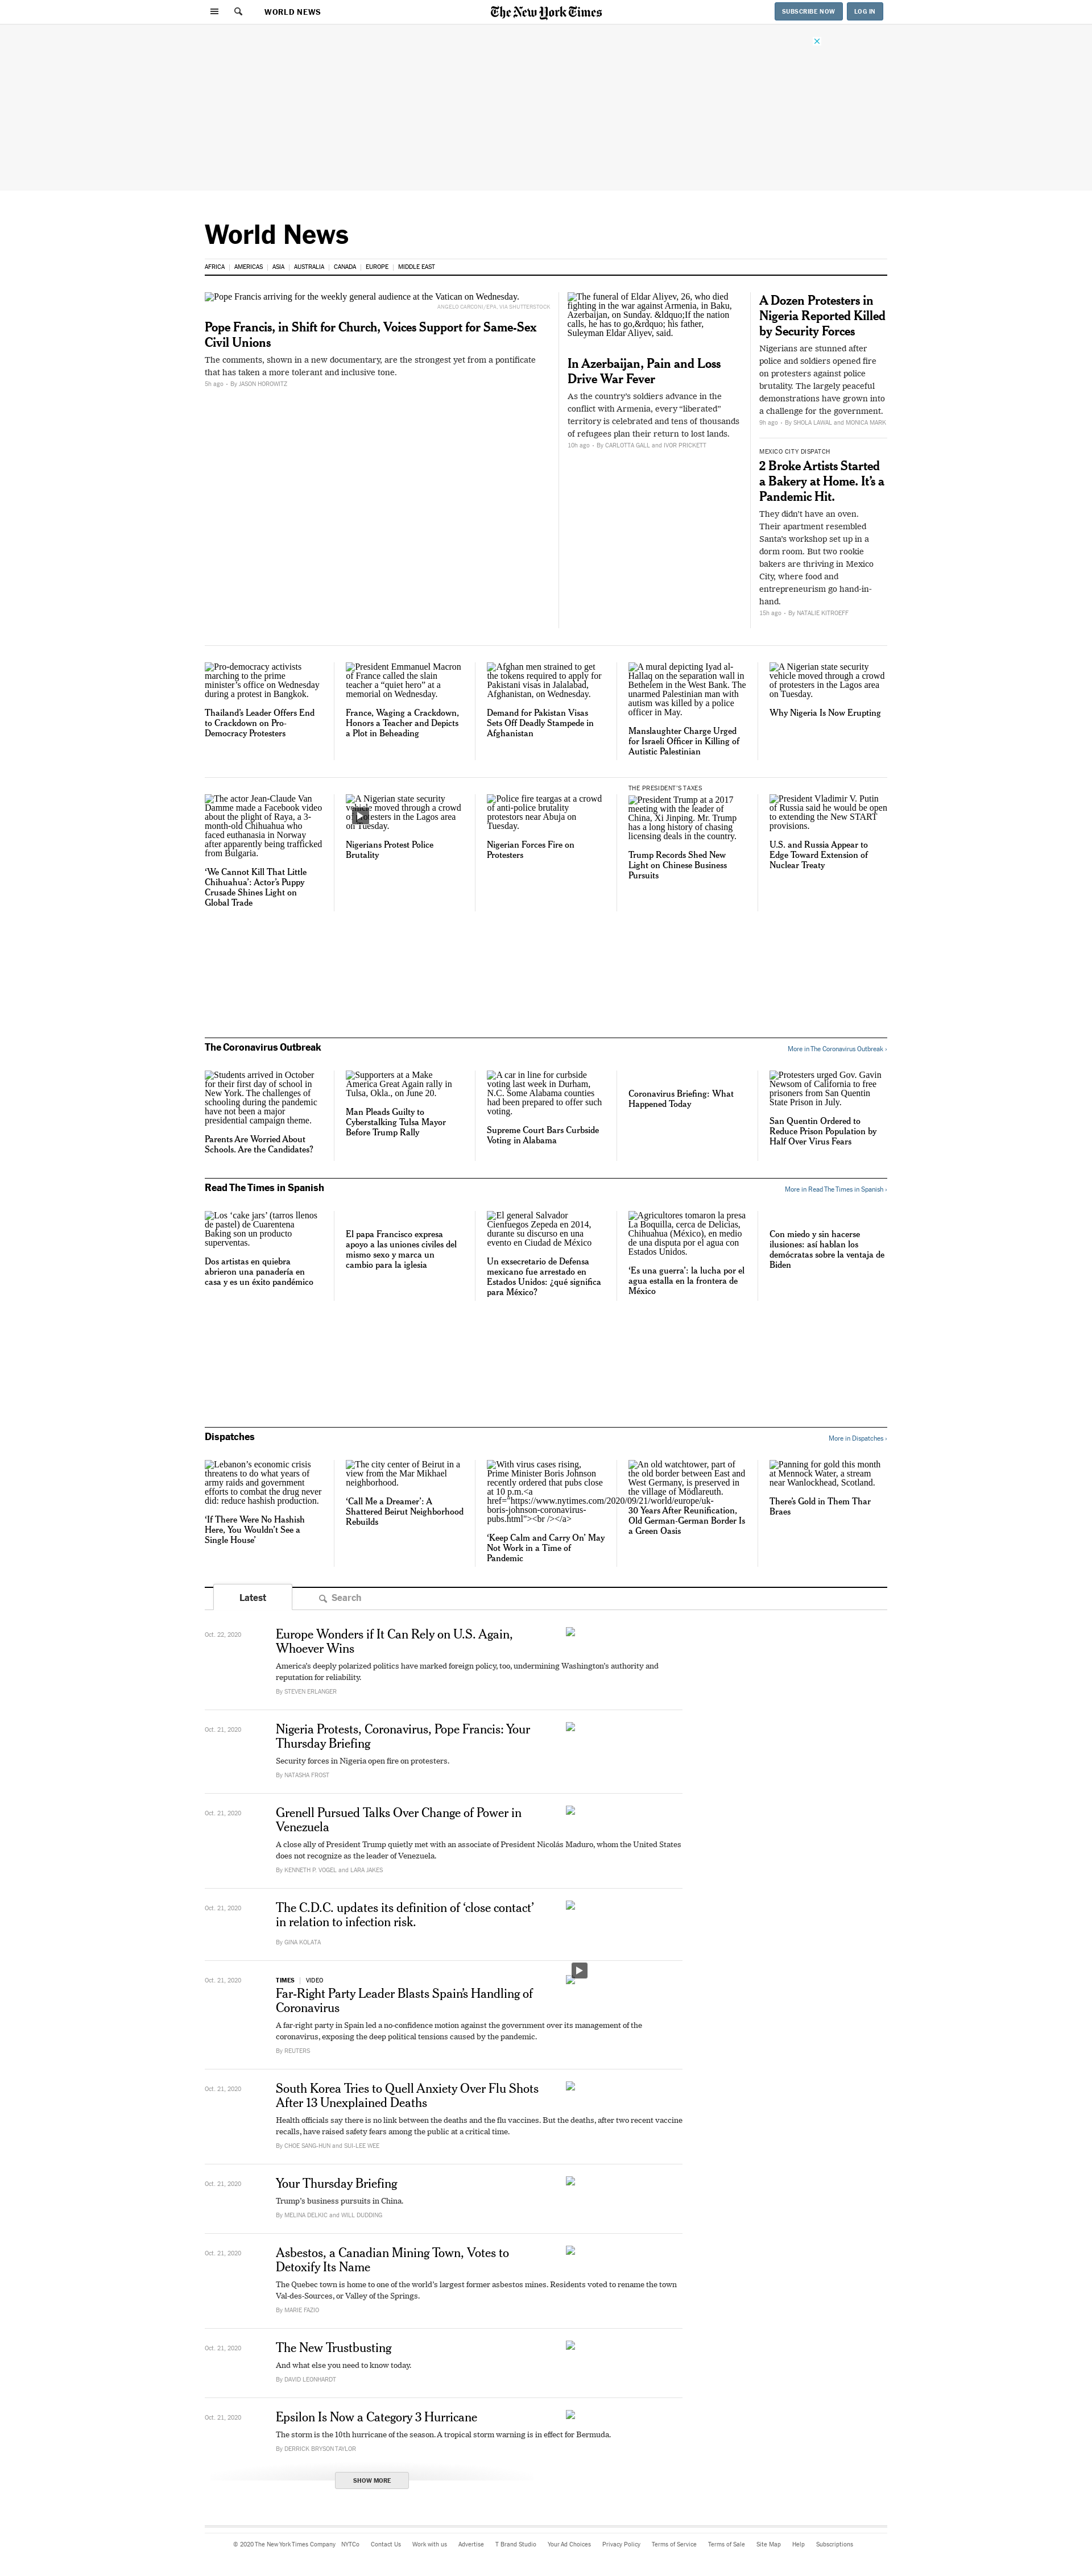 WORLD NEWS
The New York Times
SUBSCRIBE NOW
LOG IN
World News
AFRICA
AMERICAS
ASIA
AUSTRALIA
CANADA
EUROPE
MIDDLE EAST
Pope Francis arriving for the weekly general audience at the Vatican on Wednesday.
ANGELO CARCONI/EPA, VIA SHUTTERSTOCK
Pope Francis, in Shift for Church, Voices Support for Same-Sex
Civil Unions
The comments, shown in a new documentary, are the strongest yet from a pontificate
that has taken a more tolerant and inclusive tone.
5h ago - By JASON HOROWITZ
The funeral of Eldar Aliyev, 26, who died
fighting in the war against Armenia, in Baku,
Azerbaijan, on Sunday. &ldquo;If the nation
calls, he has to go,&rdquo; his father,
Suleyman Eldar Aliyev, said.
In Azerbaijan, Pain and Loss
Drive War Fever
As the country's soldiers advance in the
conflict with Armenia, every “liberated”
territory is celebrated and tens of thousands
of refugees plan their return to lost lands.
10h ago - By CARLOTTA GALL and IVOR PRICKETT
A Dozen Protesters in
Nigeria Reported Killed
by Security Forces
Nigerians are stunned after
police and soldiers opened fire
on protesters against police
brutality. The largely peaceful
demonstrations have grown into
a challenge for the government.
9h ago - By SHOLA LAWAL and MONICA MARK
MEXICO CITY DISPATCH
2 Broke Artists Started
a Bakery at Home. It’s a
Pandemic Hit.
They didn’t have an oven.
Their apartment resembled
Santa’s workshop set up in a
dorm room. But two rookie
bakers are thriving in Mexico
City, where food and
entrepreneurism go hand-in-
hand.
15h ago - By NATALIE KITROEFF
Pro-democracy activists
marching to the prime
minister’s office on Wednesday
during a protest in Bangkok.
Thailand’s Leader Offers End
to Crackdown on Pro-
Democracy Protesters
President Emmanuel Macron
of France called the slain
teacher a “quiet hero” at a
memorial on Wednesday.
France, Waging a Crackdown,
Honors a Teacher and Depicts
a Plot in Beheading
Afghan men strained to get
the tokens required to apply for
Pakistani visas in Jalalabad,
Afghanistan, on Wednesday.
Demand for Pakistan Visas
Sets Off Deadly Stampede in
Afghanistan
A mural depicting Iyad al-
Hallaq on the separation wall in
Bethelem in the West Bank. The
unarmed Palestinian man with
autism was killed by a police
officer in May.
Manslaughter Charge Urged
for Israeli Officer in Killing of
Autistic Palestinian
A Nigerian state security
vehicle moved through a crowd
of protesters in the Lagos area
on Tuesday.
Why Nigeria Is Now Erupting
The actor Jean-Claude Van
Damme made a Facebook video
about the plight of Raya, a 3-
month-old Chihuahua who
faced euthanasia in Norway
after apparently being trafficked
from Bulgaria.
‘We Cannot Kill That Little
Chihuahua’: Actor’s Puppy
Crusade Shines Light on
Global Trade
A Nigerian state security
moved through a crowd
of protesters in the Lagos area
on Tuesday.
Nigerians Protest Police
Brutality
Police fire teargas at a crowd
of anti-police brutality
protestors near Abuja on
Tuesday.
Nigerian Forces Fire on
Protesters
THE PRESIDENT’S TAXES
President Trump at a 2017
meeting with the leader of
China, Xi Jinping. Mr. Trump
has a long history of chasing
licensing deals in the country.
Trump Records Shed New
Light on Chinese Business
Pursuits
President Vladimir V. Putin
of Russia said he would be open
to extending the New START
provisions.
U.S. and Russia Appear to
Edge Toward Extension of
Nuclear Treaty
The Coronavirus Outbreak
More in The Coronavirus Outbreak ›
Students arrived in October
for their first day of school in
New York. The challenges of
schooling during the pandemic
have not been a major
presidential campaign theme.
Parents Are Worried About
Schools. Are the Candidates?
Supporters at a Make
America Great Again rally in
Tulsa, Okla., on June 20.
Man Pleads Guilty to
Cyberstalking Tulsa Mayor
Before Trump Rally
A car in line for curbside
voting last week in Durham,
N.C. Some Alabama counties
had been prepared to offer such
voting.
Supreme Court Bars Curbside
Voting in Alabama
Coronavirus Briefing: What
Happened Today
Protesters urged Gov. Gavin
Newsom of California to free
prisoners from San Quentin
State Prison in July.
San Quentin Ordered to
Reduce Prison Population by
Half Over Virus Fears
Read The Times in Spanish
More in Read The Times in Spanish ›
Los ‘cake jars’ (tarros llenos
de pastel) de Cuarentena
Baking son un producto
superventas.
Dos artistas en quiebra
abrieron una panadería en
casa y es un éxito pandémico
El papa Francisco expresa
apoyo a las uniones civiles del
mismo sexo y marca un
cambio para la iglesia
El general Salvador
Cienfuegos Zepeda en 2014,
durante su discurso en una
evento en Ciudad de México
Un exsecretario de Defensa
mexicano fue arrestado en
Estados Unidos: ¿qué significa
para México?
Agricultores tomaron la presa
La Boquilla, cerca de Delicias,
Chihuahua (México), en medio
de una disputa por el agua con
Estados Unidos.
‘Es una guerra’: la lucha por el
agua estalla en la frontera de
México
Con miedo y sin hacerse
ilusiones: así hablan los
demócratas sobre la ventaja de
Biden
Dispatches
More in Dispatches ›
Lebanon’s economic crisis
threatens to do what years of
army raids and government
efforts to combat the drug never
did: reduce hashish production.
‘If There Were No Hashish
Here, You Wouldn’t See a
Single House’
The city center of Beirut in a
view from the Mar Mikhael
neighborhood.
‘Call Me a Dreamer’: A
Shattered Beirut Neighborhood
Rebuilds
With virus cases rising,
Prime Minister Boris Johnson
recently ordered that pubs close
at 10 p.m.<a
href="https://www.nytimes.com/2020/09/21/world/europe/uk-
boris-johnson-coronavirus-
pubs.html"><br /></a>
‘Keep Calm and Carry On’ May
Not Work in a Time of
Pandemic
An old watchtower, part of
the old border between East and
West Germany, is preserved in
the village of Mödlareuth.
30 Years After Reunification,
Old German-German Border Is
a Green Oasis
Panning for gold this month
at Mennock Water, a stream
near Wanlockhead, Scotland.
There’s Gold in Them Thar
Braes
Latest
Search
Oct. 22, 2020
Europe Wonders if It Can Rely on U.S. Again,
Whoever Wins
America’s deeply polarized politics have marked foreign policy, too, undermining Washington’s authority and
reputation for reliability.
By STEVEN ERLANGER
Oct. 21, 2020
Nigeria Protests, Coronavirus, Pope Francis: Your
Thursday Briefing
Security forces in Nigeria open fire on protesters.
By NATASHA FROST
Oct. 21, 2020
Grenell Pursued Talks Over Change of Power in
Venezuela
A close ally of President Trump quietly met with an associate of President Nicolás Maduro, whom the United States
does not recognize as the leader of Venezuela.
By KENNETH P. VOGEL and LARA JAKES
Oct. 21, 2020
The C.D.C. updates its definition of ‘close contact’
in relation to infection risk.
By GINA KOLATA
Oct. 21, 2020
TIMES | VIDEO
Far-Right Party Leader Blasts Spain’s Handling of
Coronavirus
A far-right party in Spain led a no-confidence motion against the government over its management of the
coronavirus, exposing the deep political tensions caused by the pandemic.
By REUTERS
Oct. 21, 2020
South Korea Tries to Quell Anxiety Over Flu Shots
After 13 Unexplained Deaths
Health officials say there is no link between the deaths and the flu vaccines. But the deaths, after two recent vaccine
recalls, have raised safety fears among the public at a critical time.
By CHOE SANG-HUN and SUI-LEE WEE
Oct. 21, 2020
Your Thursday Briefing
Trump’s business pursuits in China.
By MELINA DELKIC and WILL DUDDING
Oct. 21, 2020
Asbestos, a Canadian Mining Town, Votes to
Detoxify Its Name
The Quebec town is home to one of the world’s largest former asbestos mines. Residents voted to rename the town
Val-des-Sources, or Valley of the Springs.
By MARIE FAZIO
Oct. 21, 2020
The New Trustbusting
And what else you need to know today.
By DAVID LEONHARDT
Oct. 21, 2020
Epsilon Is Now a Category 3 Hurricane
The storm is the 10th hurricane of the season. A tropical storm warning is in effect for Bermuda.
By DERRICK BRYSON TAYLOR
SHOW MORE
© 2020 The New York Times Company NYTCo Contact Us Work with us Advertise T Brand Studio Your Ad Choices Privacy Policy Terms of Service Terms of Sale Site Map Help Subscriptions